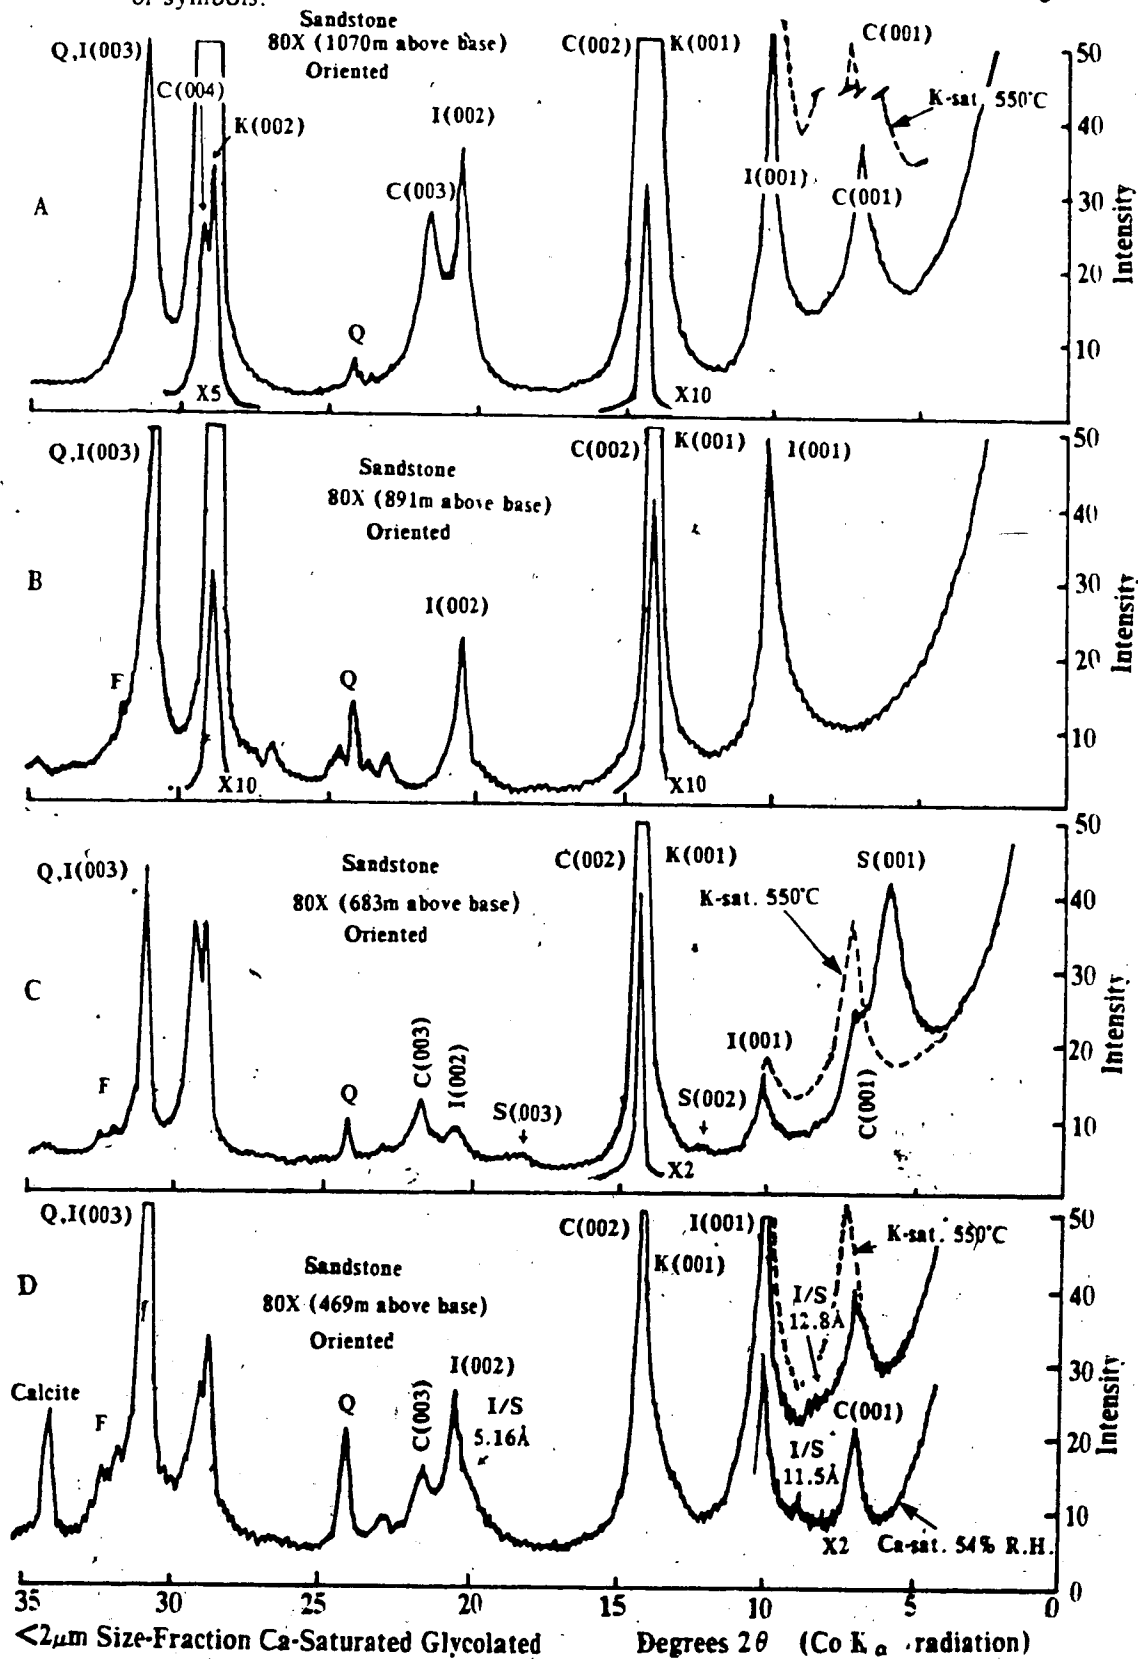 or symbols.
Sandstone
80X (1070m above base)
Oriented
Q,I(003)
C(004)
K(002)
I(002)
C(003)
Q
C(002)
K(001)
I(001)
C(001)
C(001)
K-sat. 550°C
X5
X10
A
50
40
30
20
10
Intensity
Q,I(003)
Sandstone
80X (891m above base)
Oriented
C(002)
K(001)
I(001)
B
I(002)
F
Q
X10
X10
50
40
30
20
10
Intensity
Q,I(003)
Sandstone
80X (683m above base)
Oriented
C(002)
K(001)
S(001)
K-sat. 550°C
C
I(001)
F
Q
C(003)
I(002)
S(003)
S(002)
C(001)
X2
50
40
30
20
10
Intensity
Q,I(003)
C(002)
I(001)
K(001)
K-sat. 550°C
D
Sandstone
80X (469m above base)
Oriented
I/S
12.8Å
I(002)
Calcite
F
Q
C(003)
I/S
5.16Å
C(001)
I/S
11.5Å
X2
Ca-sat. 54% R.H.
50
40
30
20
10
0
Intensity
35 30 25 20 15 10 5 0
<2μm Size-Fraction Ca-Saturated Glycolated Degrees 2θ (Co Kα radiation)